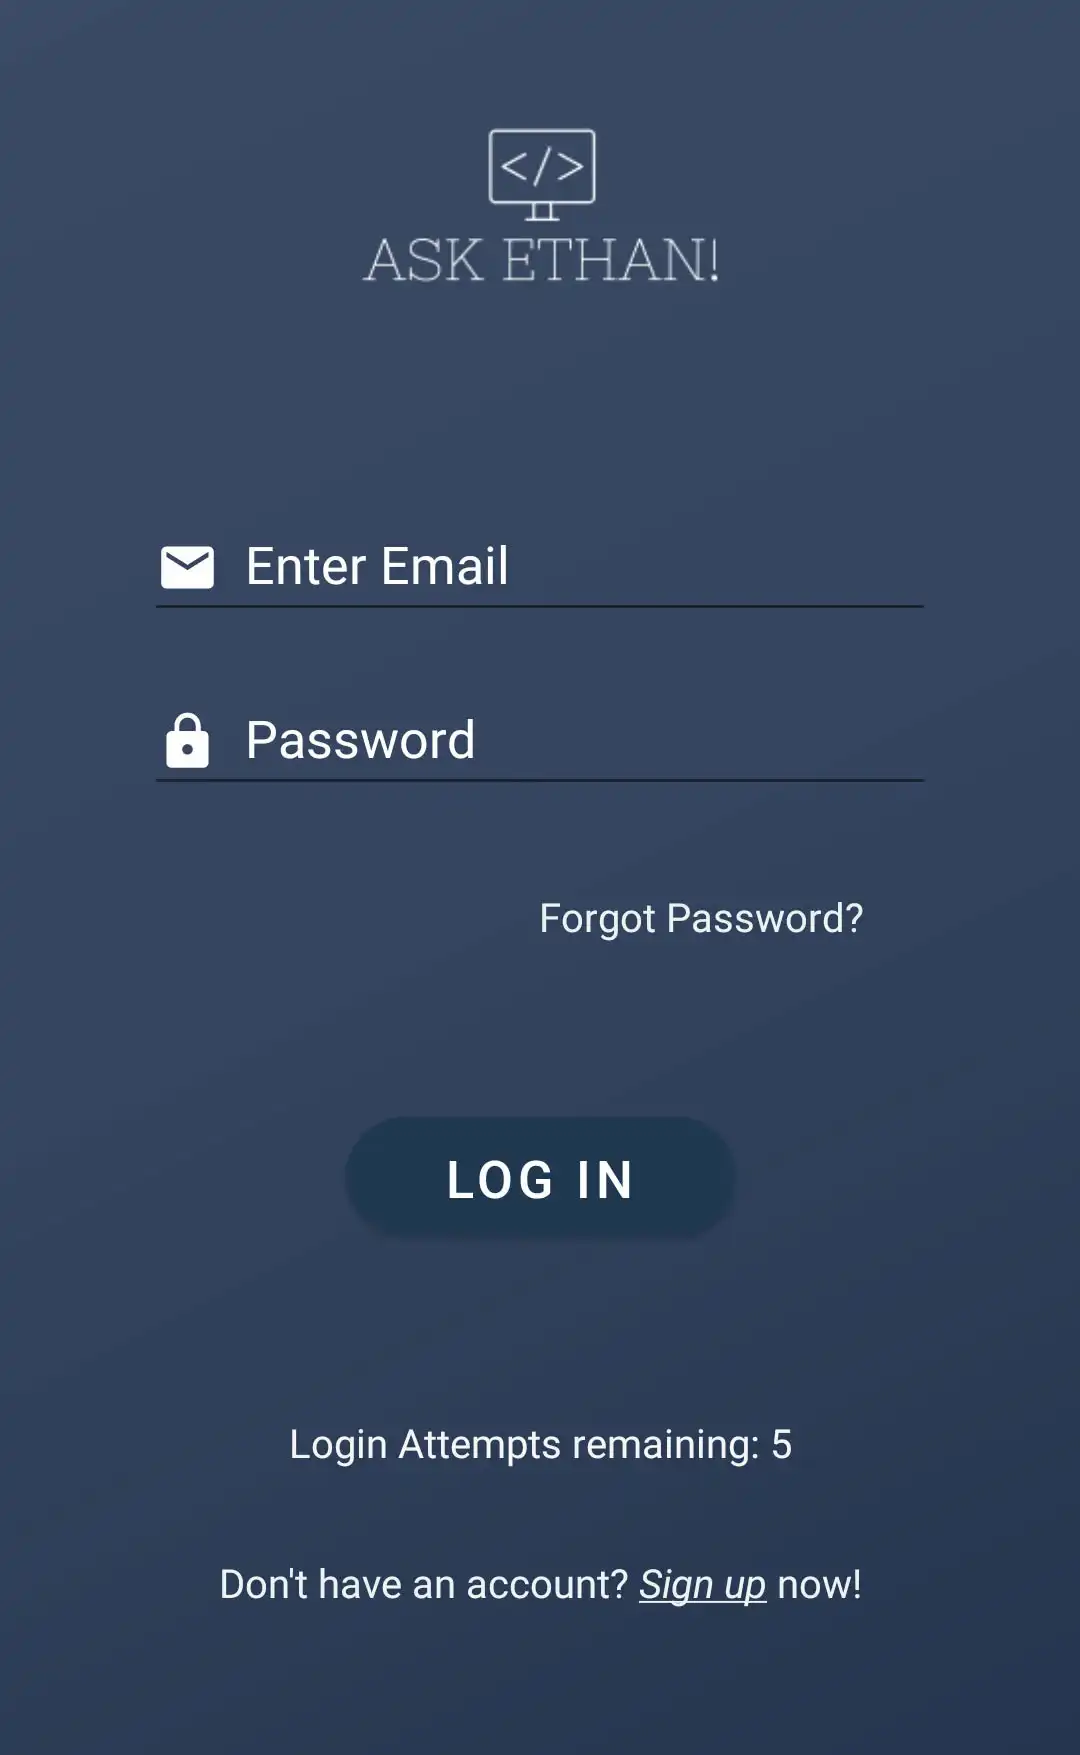 </>
ASK ETHAN!
Enter Email
Password
Forgot Password?
LOG IN
Login Attempts remaining: 5
Don't have an account? Sign up now!